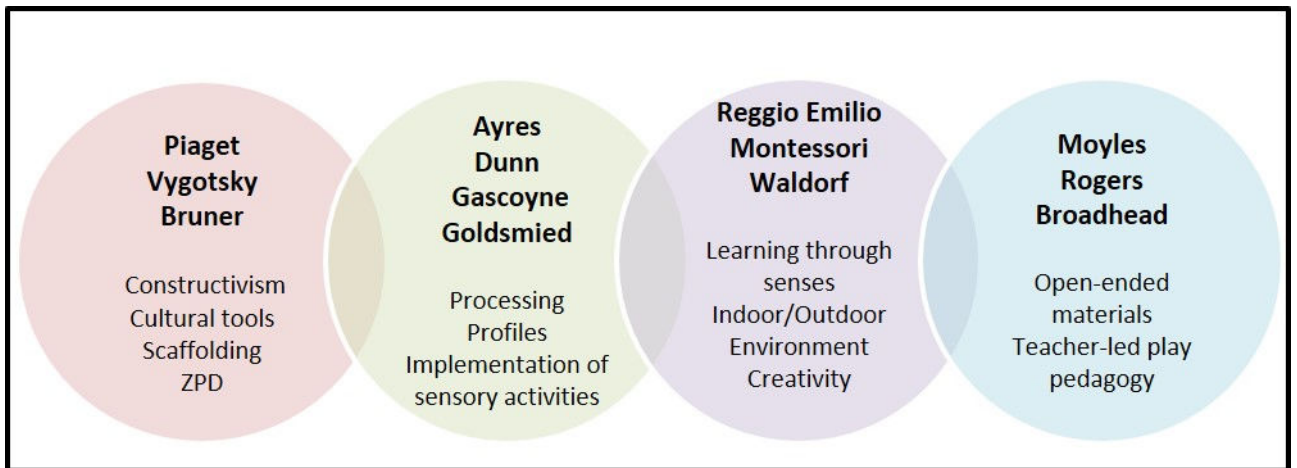 Piaget
Vygotsky
Bruner
Constructivism
Cultural tools
Scaffolding
ZPD
Ayres
Dunn
Gascoyne
Goldsmied
Processing
Profiles
Implementation of
sensory activities
Reggio Emilio
Montessori
Waldorf
Learning through
senses
Indoor/Outdoor
Environment
Creativity
Moyles
Rogers
Broadhead
Open-ended
materials
Teacher-led play
pedagogy